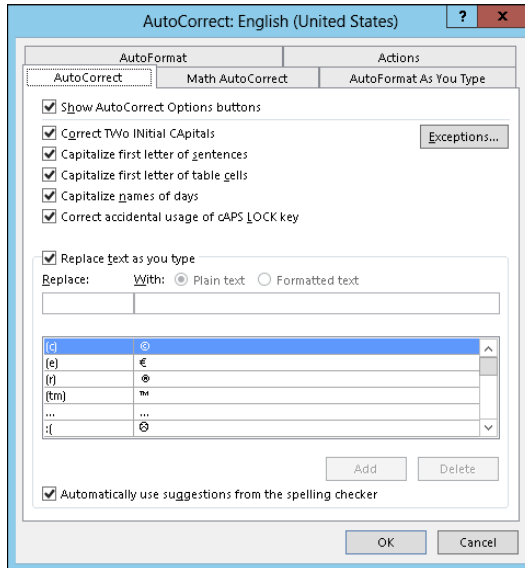 AutoCorrect: English (United States) ? x
AutoFormat Actions
AutoCorrect Math AutoCorrect AutoFormat As You Type
Show AutoCorrect Options buttons
Correct TWo INitial CApitals
Exceptions...
Capitalize first letter of sentences
Capitalize first letter of table cells
Capitalize names of days
Correct accidental usage of cAPS LOCK key
Replace text as you type
Replace: With: Plain text Formatted text
(c) ©
(e) €
(r) ®
(tm) ™
... ...
:( ☹
Add Delete
Automatically use suggestions from the spelling checker
OK Cancel